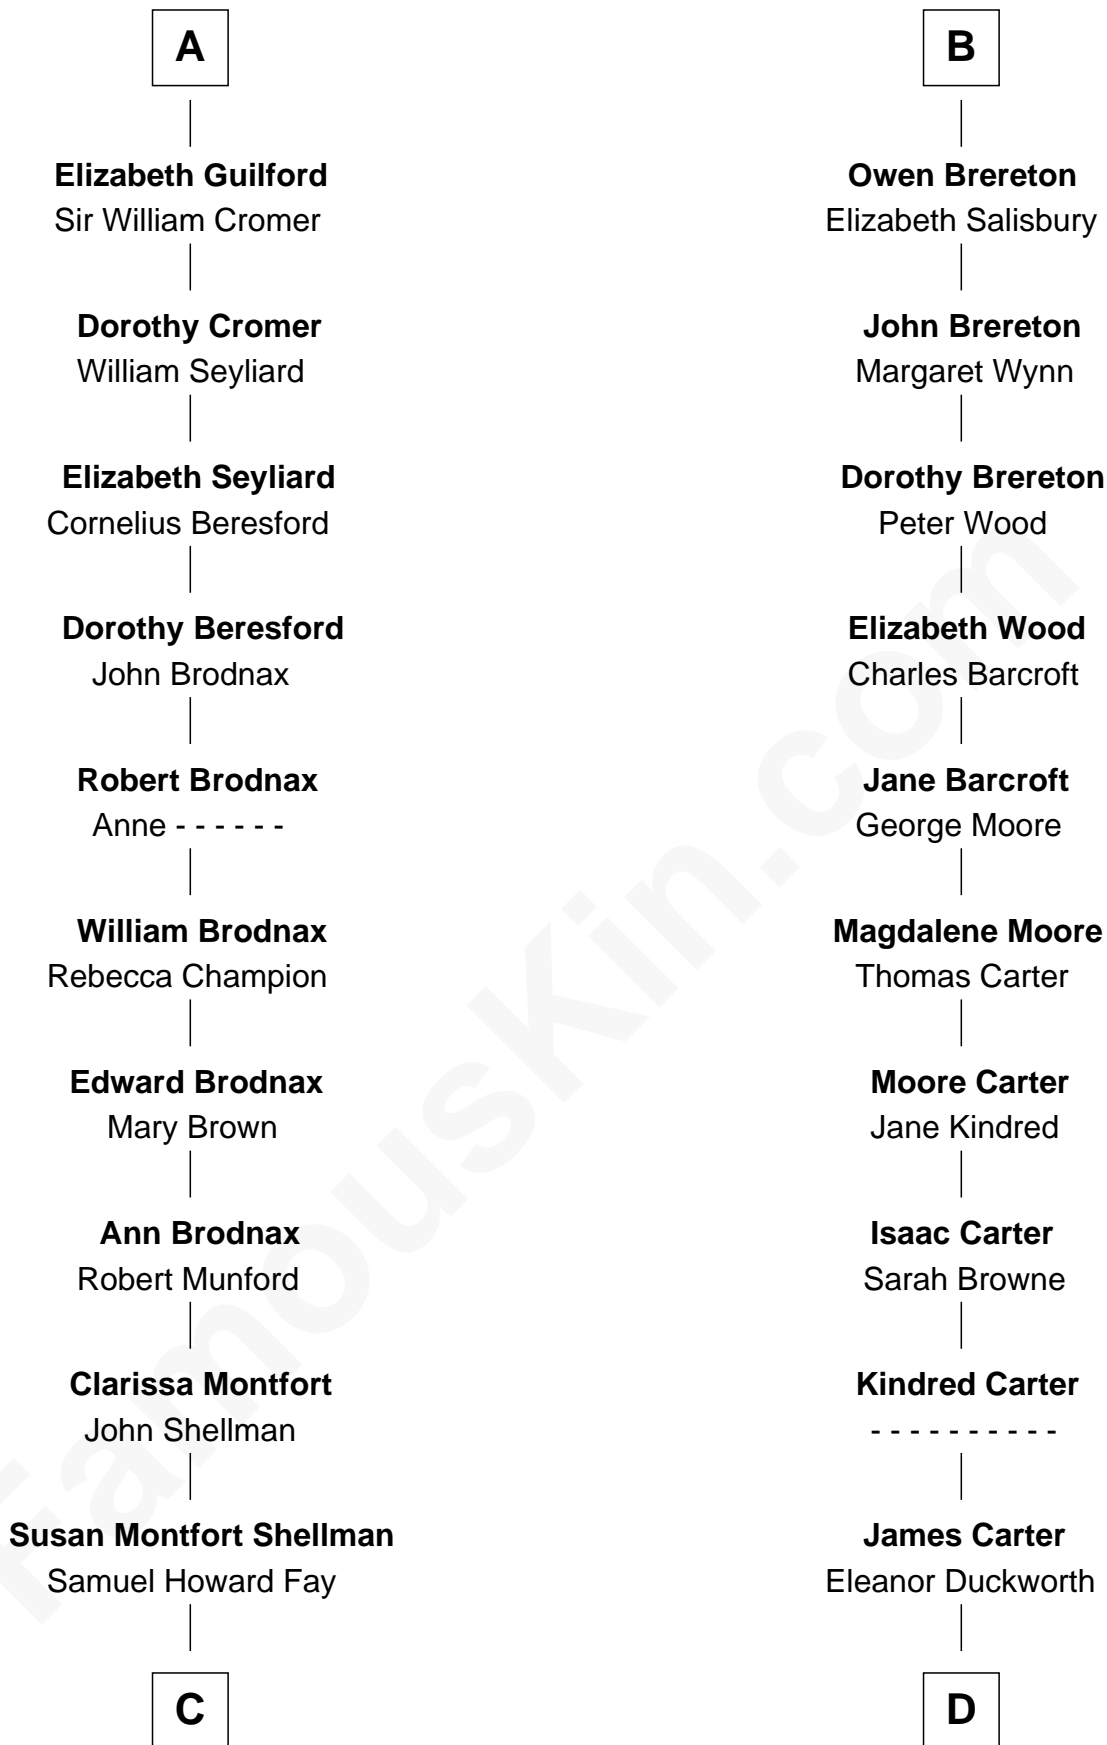 A
Elizabeth Guilford
Sir William Cromer
Dorothy Cromer
William Seyliard
Elizabeth Seyliard
Cornelius Beresford
Dorothy Beresford
John Brodnax
Robert Brodnax
Anne - - - - - -
William Brodnax
Rebecca Champion
Edward Brodnax
Mary Brown
Ann Brodnax
Robert Munford
Clarissa Montfort
John Shellman
Susan Montfort Shellman
Samuel Howard Fay
C
B
Owen Brereton
Elizabeth Salisbury
John Brereton
Margaret Wynn
Dorothy Brereton
Peter Wood
Elizabeth Wood
Charles Barcroft
Jane Barcroft
George Moore
Magdalene Moore
Thomas Carter
Moore Carter
Jane Kindred
Isaac Carter
Sarah Browne
Kindred Carter
- - - - - - - - - -
James Carter
Eleanor Duckworth
D
FamousKin.com